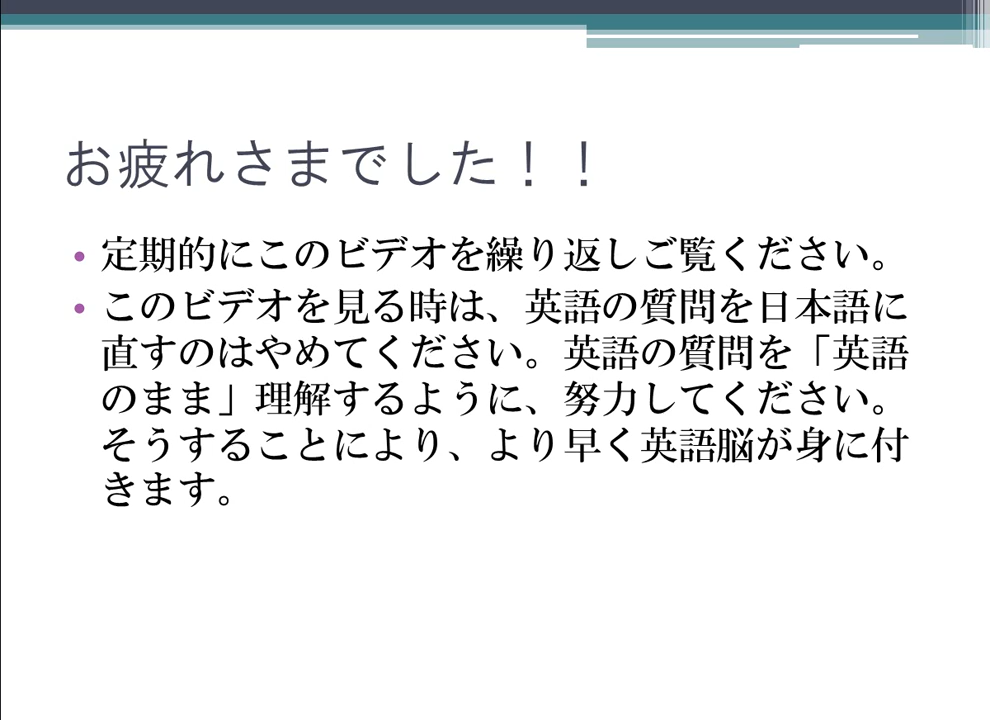 お疲れさまでした！！
• 定期的にこのビデオを繰り返しご覧ください。
• このビデオを見る時は、英語の質問を日本語に
直すのはやめてください。英語の質問を「英語
のまま」理解するように、努力してください。
そうすることにより、より早く英語脳が身に付
きます。